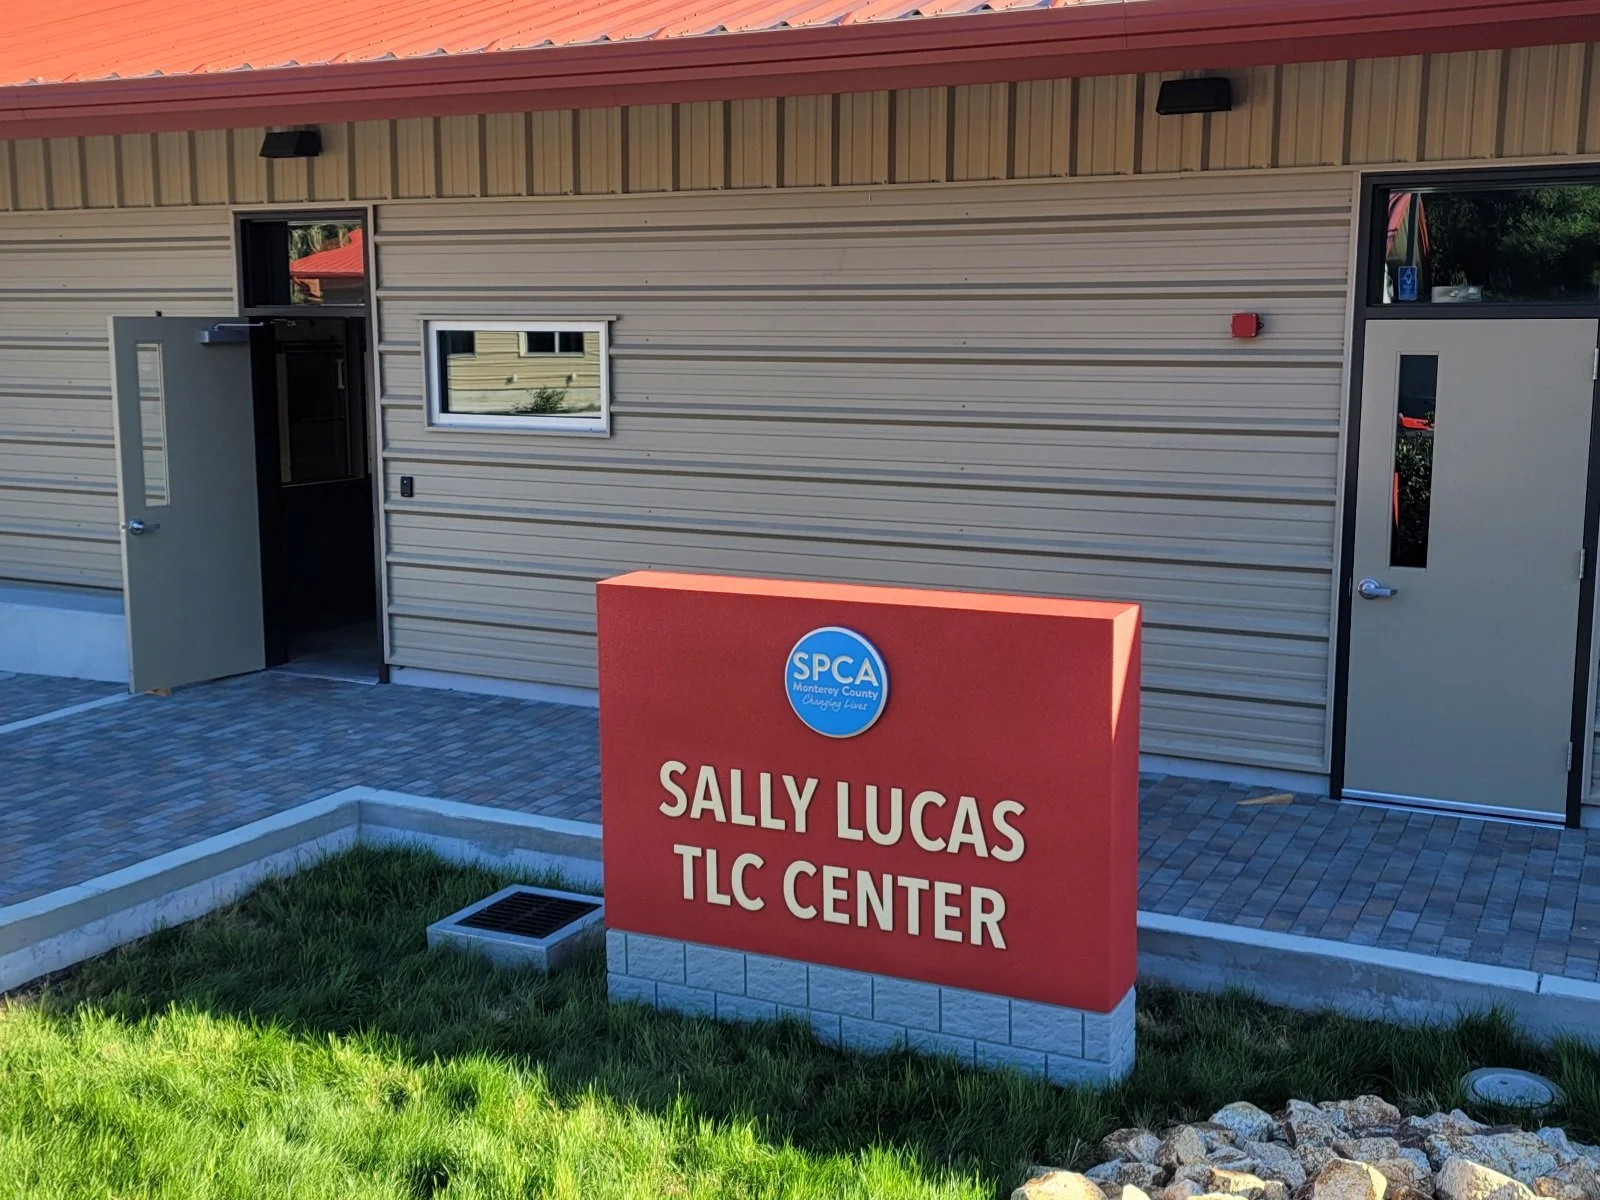 SPCA
Monterey County
Changing Lives
SALLY LUCAS
TLC CENTER